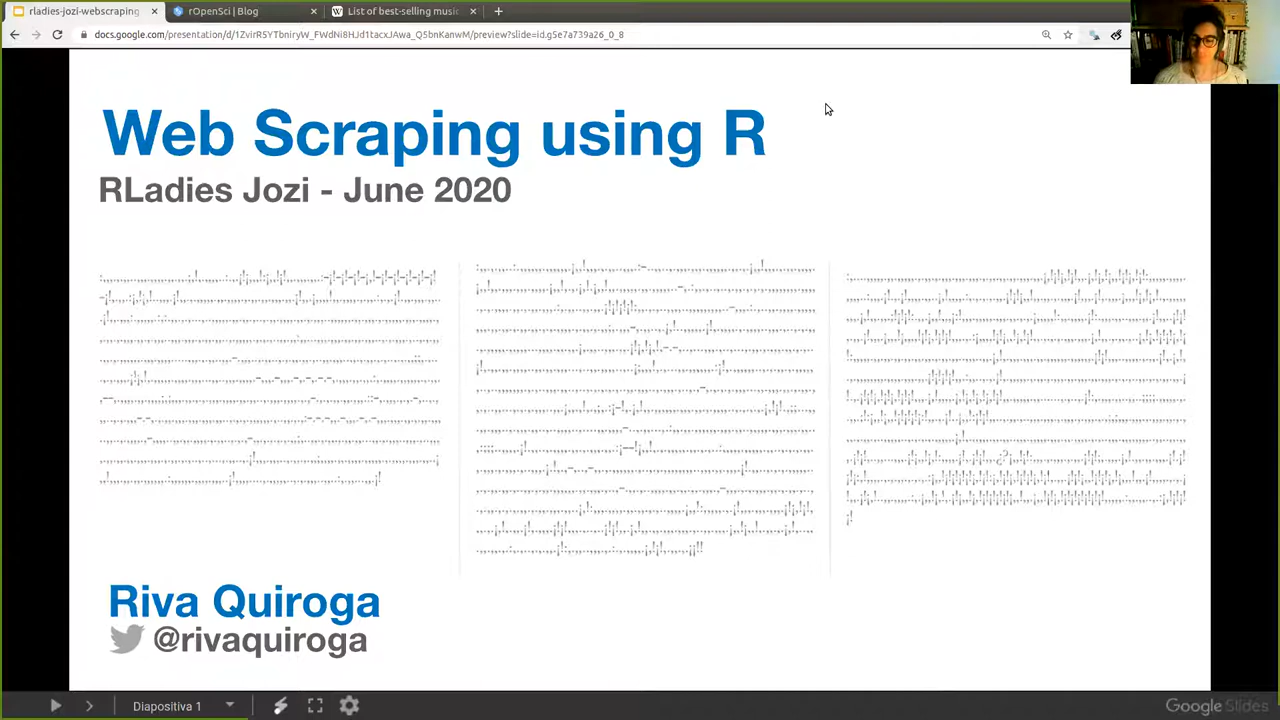 rladies-jozi-webscraping
rOpenSci | Blog
List of best-selling music
docs.google.com/presentation/d/1ZvirR5YTbniryW_FWdNi8HJd1tacxJAwa_Q5bnKanwM/preview?slide=id.g5e7a739a26_0_8
Web Scraping using R
RLadies Jozi - June 2020
Riva Quiroga
@rivaquiroga
Diapositiva 1
Google Slides